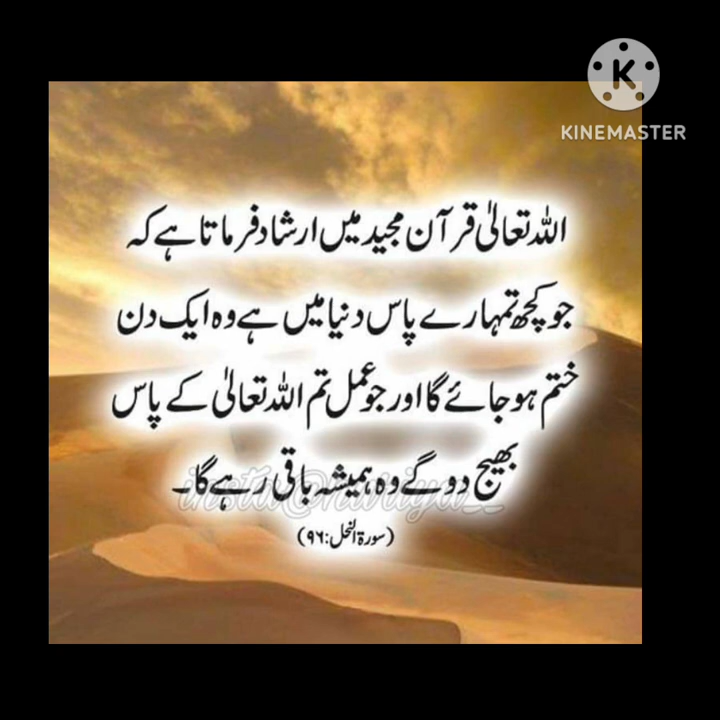 KINEMASTER
اللہ تعالیٰ قرآن مجید میں ارشاد فرماتا ہے کہ
جو کچھ تمہارے پاس دنیا میں ہے وہ ایک دن
ختم ہو جائے گا اور جو عمل تم اللہ تعالیٰ کے پاس
بھیج دو گے وہ ہمیشہ باقی رہے گا۔
(سورۃ النحل:۹۶)